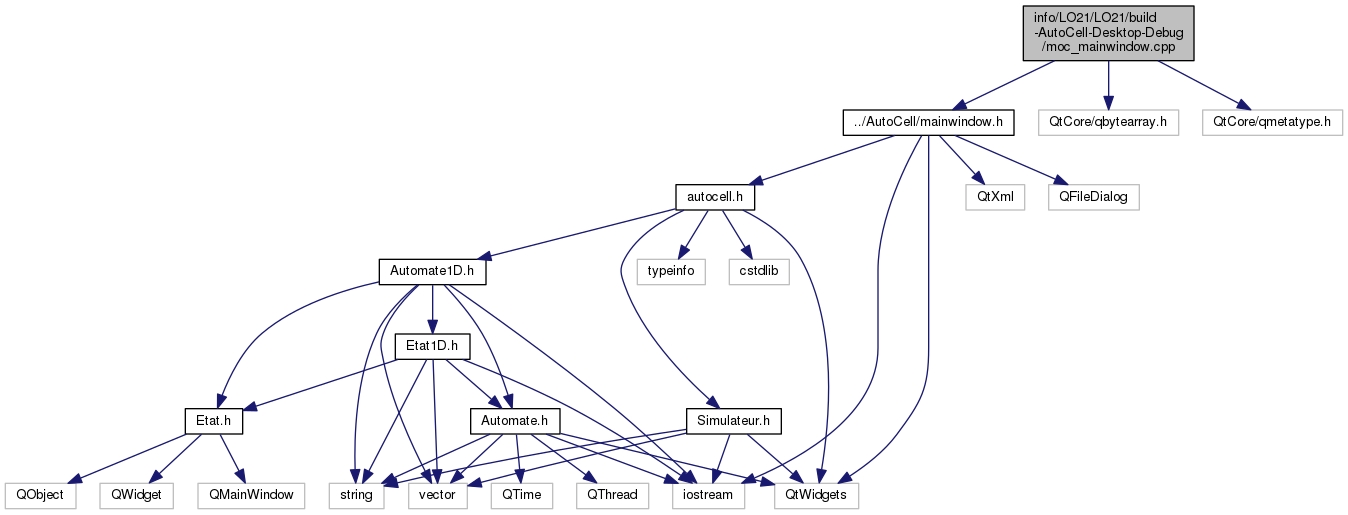 info/LO21/LO21/build
-AutoCell-Desktop-Debug
/moc_mainwindow.cpp
../AutoCell/mainwindow.h
QtCore/qbytearray.h
QtCore/qmetatype.h
autocell.h
QtXml
QFileDialog
Automate1D.h
typeinfo
cstdlib
Etat1D.h
Etat.h
Automate.h
Simulateur.h
QObject
QWidget
QMainWindow
string
vector
QTime
QThread
iostream
QtWidgets